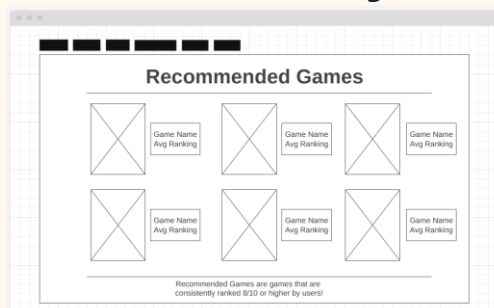 Recommended Games
Game Name
Avg Ranking
Game Name
Avg Ranking
Game Name
Avg Ranking
Game Name
Avg Ranking
Game Name
Avg Ranking
Game Name
Avg Ranking
Recommended Games are games that are
consistently ranked 8/10 or higher by users!